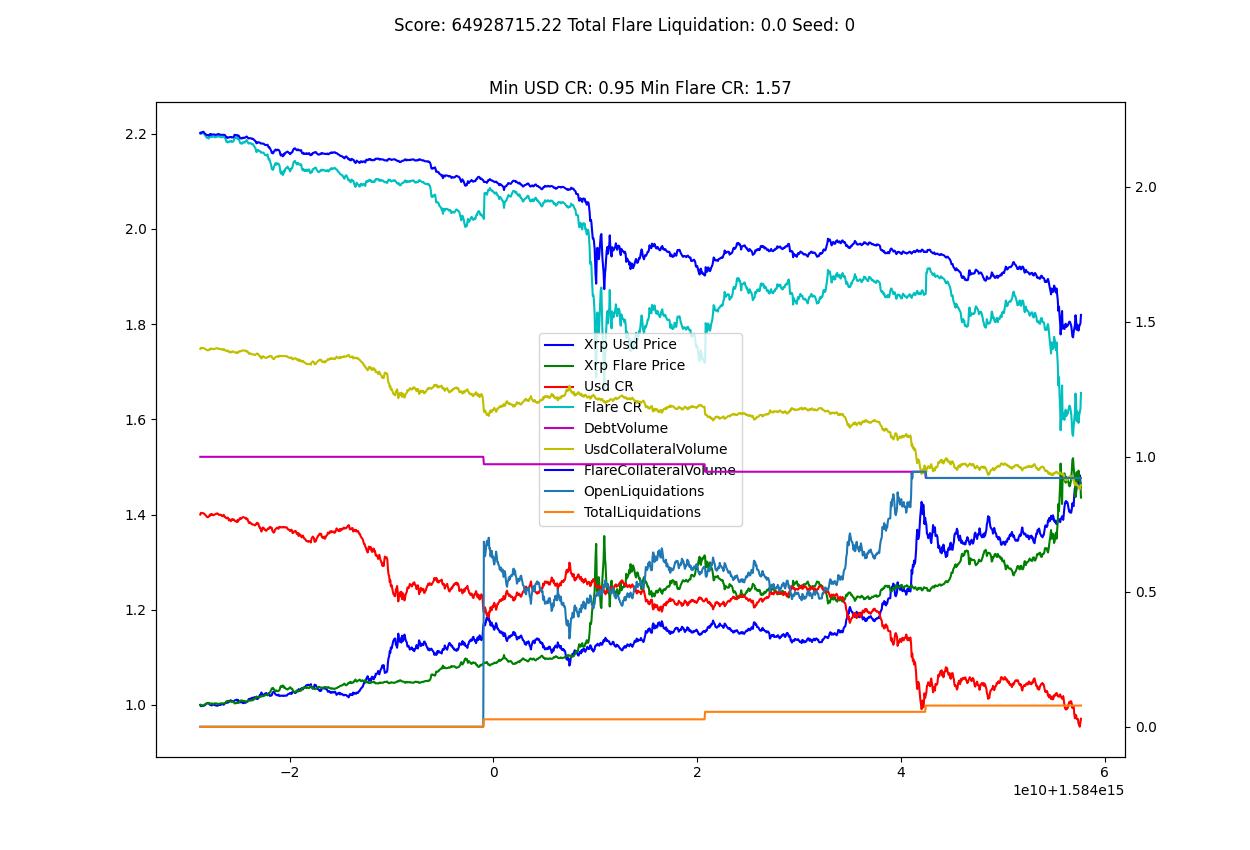 Score: 64928715.22 Total Flare Liquidation: 0.0 Seed: 0
Min USD CR: 0.95 Min Flare CR: 1.57
2.2
2.0
1.8
1.6
1.4
1.2
1.0
2.0
1.5
1.0
0.5
0.0
Xrp Usd Price
Xrp Flare Price
Usd CR
Flare CR
DebtVolume
UsdCollateralVolume
FlareCollateralVolume
OpenLiquidations
TotalLiquidations
−2 0 2 4 6
1e10+1.584e15